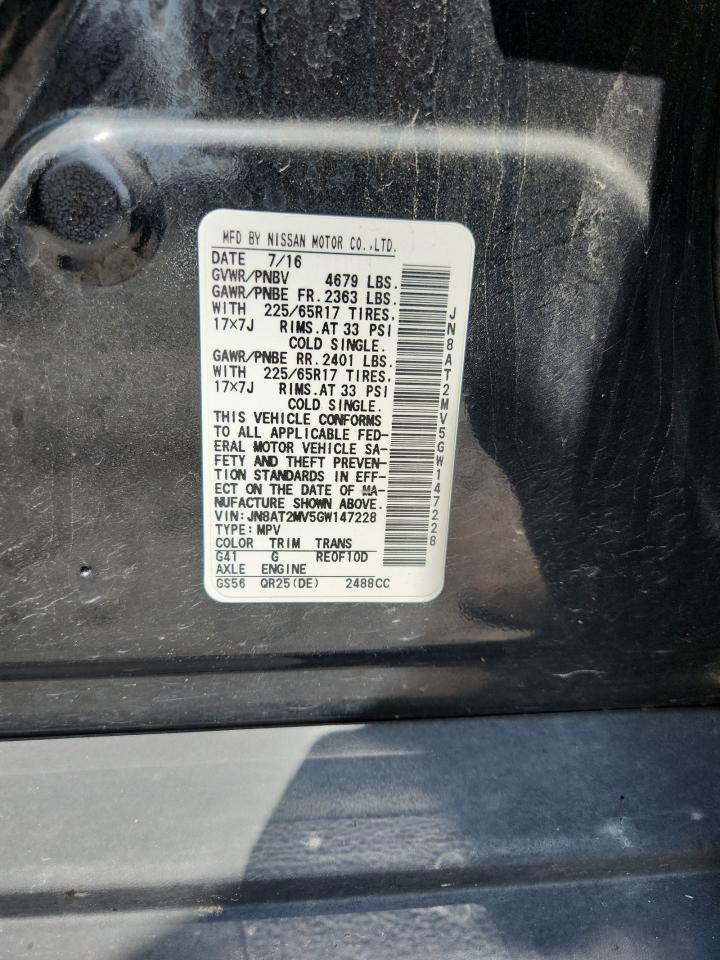 MFD BY NISSAN MOTOR CO.,LTD.
DATE 7/16
GVWR/PNBV 4679 LBS.
GAWR/PNBE FR. 2363 LBS.
WITH 225/65R17 TIRES,
17×7J RIMS. AT 33 PSI
COLD SINGLE.
GAWR/PNBE RR. 2401 LBS.
WITH 225/65R17 TIRES,
17×7J RIMS. AT 33 PSI
COLD SINGLE.
THIS VEHICLE CONFORMS
TO ALL APPLICABLE FED-
ERAL MOTOR VEHICLE SA-
FETY AND THEFT PREVEN-
TION STANDARDS IN EFF-
ECT ON THE DATE OF MA-
NUFACTURE SHOWN ABOVE.
VIN: JN8AT2MV5GW147228
TYPE: MPV
COLOR TRIM TRANS
G41 G RE0F10D
AXLE ENGINE
GS56 QR25(DE) 2488CC
JN8AT2MV5GW147228